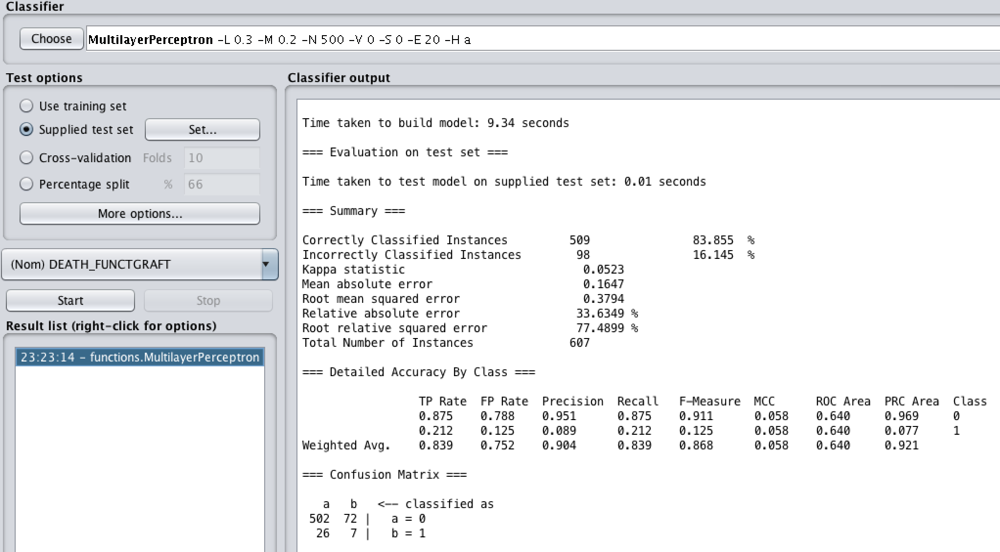 Classifier
Choose MultilayerPerceptron -L 0.3 -M 0.2 -N 500 -V 0 -S 0 -E 20 -H a
Test options
Use training set
Supplied test set Set...
Cross-validation Folds 10
Percentage split % 66
More options...
(Nom) DEATH_FUNCTGRAFT
Start Stop
Result list (right-click for options)
23:23:14 - functions.MultilayerPerceptron
Classifier output
Time taken to build model: 9.34 seconds
=== Evaluation on test set ===
Time taken to test model on supplied test set: 0.01 seconds
=== Summary ===
Correctly Classified Instances 509 83.855 %
Incorrectly Classified Instances 98 16.145 %
Kappa statistic 0.0523
Mean absolute error 0.1647
Root mean squared error 0.3794
Relative absolute error 33.6349 %
Root relative squared error 77.4899 %
Total Number of Instances 607
=== Detailed Accuracy By Class ===
TP Rate FP Rate Precision Recall F-Measure MCC ROC Area PRC Area Class
0.875 0.788 0.951 0.875 0.911 0.058 0.640 0.969 0
0.212 0.125 0.089 0.212 0.125 0.058 0.640 0.077 1
Weighted Avg. 0.839 0.752 0.904 0.839 0.868 0.058 0.640 0.921
=== Confusion Matrix ===
a b <-- classified as
502 72 | a = 0
26 7 | b = 1